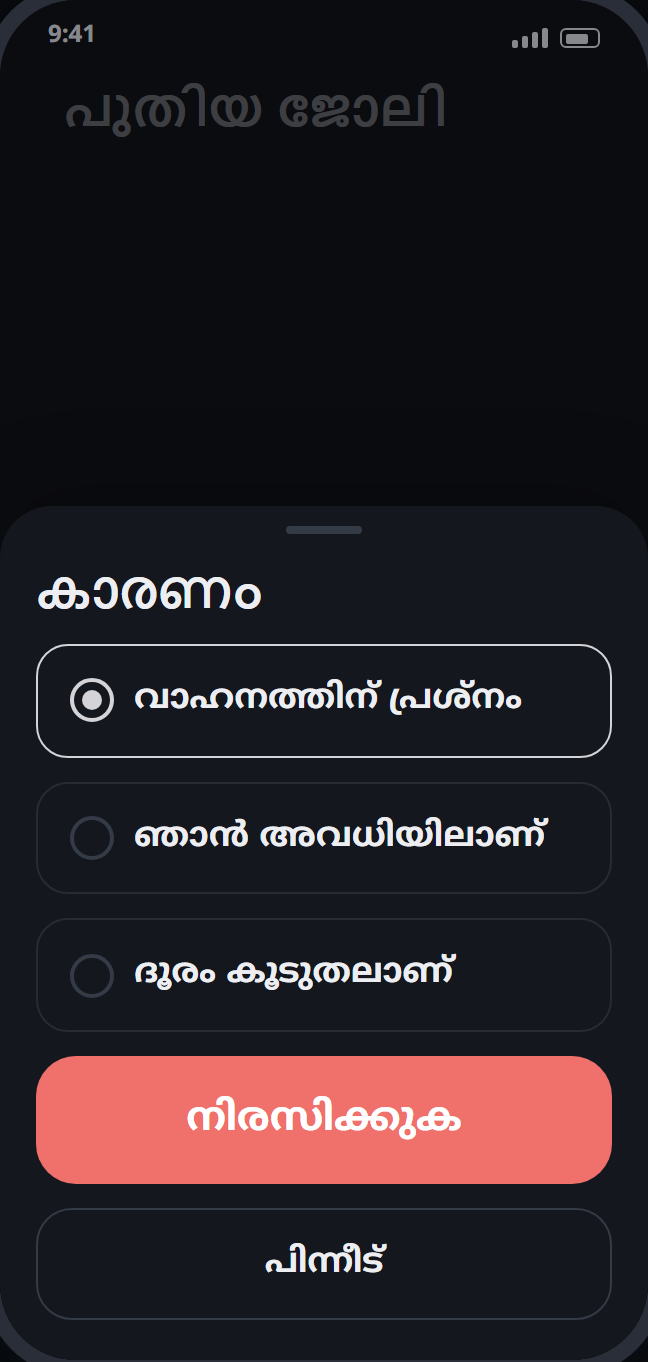 9:41
പുതിയ ജോലി
കാരണം
വാഹനത്തിന് പ്രശ്നം
ഞാൻ അവധിയിലാണ്
ദൂരം കൂടുതലാണ്
നിരസിക്കുക
പിന്നീട്